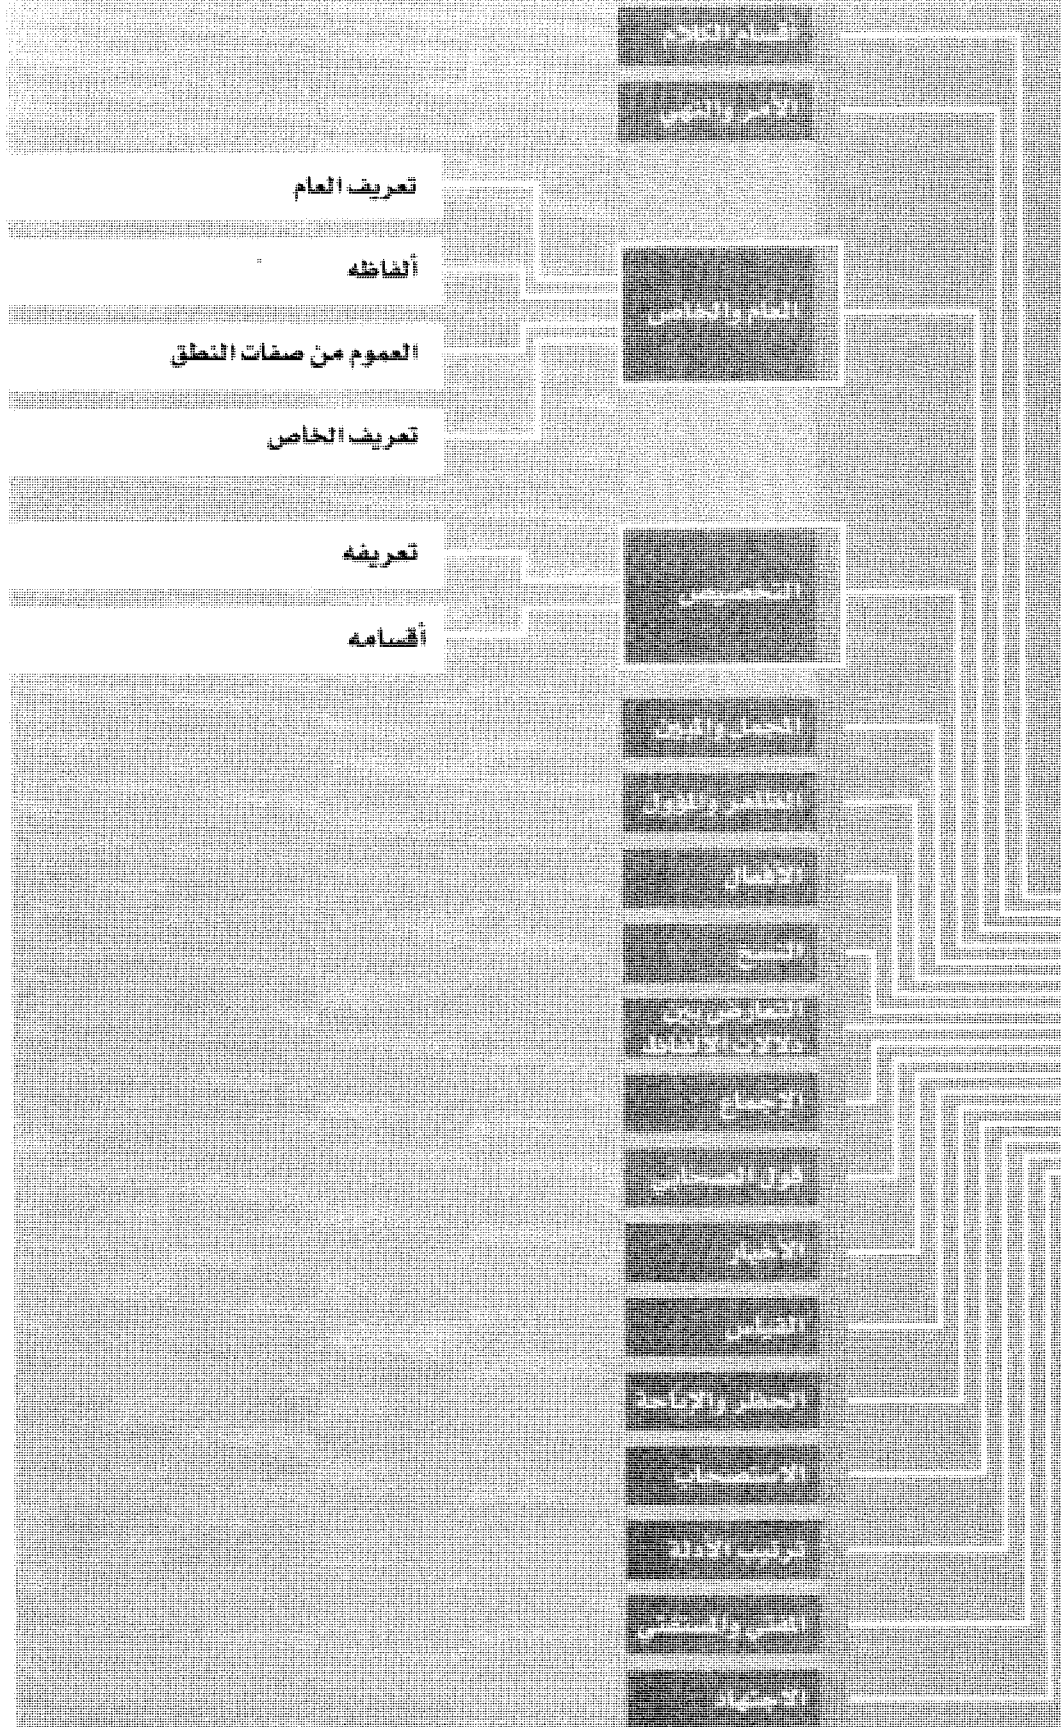 أقسام الكلام
الأمر والنهي
العام والخاص
تعريف العام
ألفاظه
العموم من صفات النطق
تعريف الخاص
التخصيص
تعريفه
أقسامه
المجمل والمبين
الظاهر والمؤول
الأفعال
النسخ
التعارض بين
دلالات الألفاظ
الإجماع
قول الصحابي
الأخبار
القياس
الحظر والإباحة
الاستصحاب
ترتيب الأدلة
المفتي والمستفتي
الاجتهاد